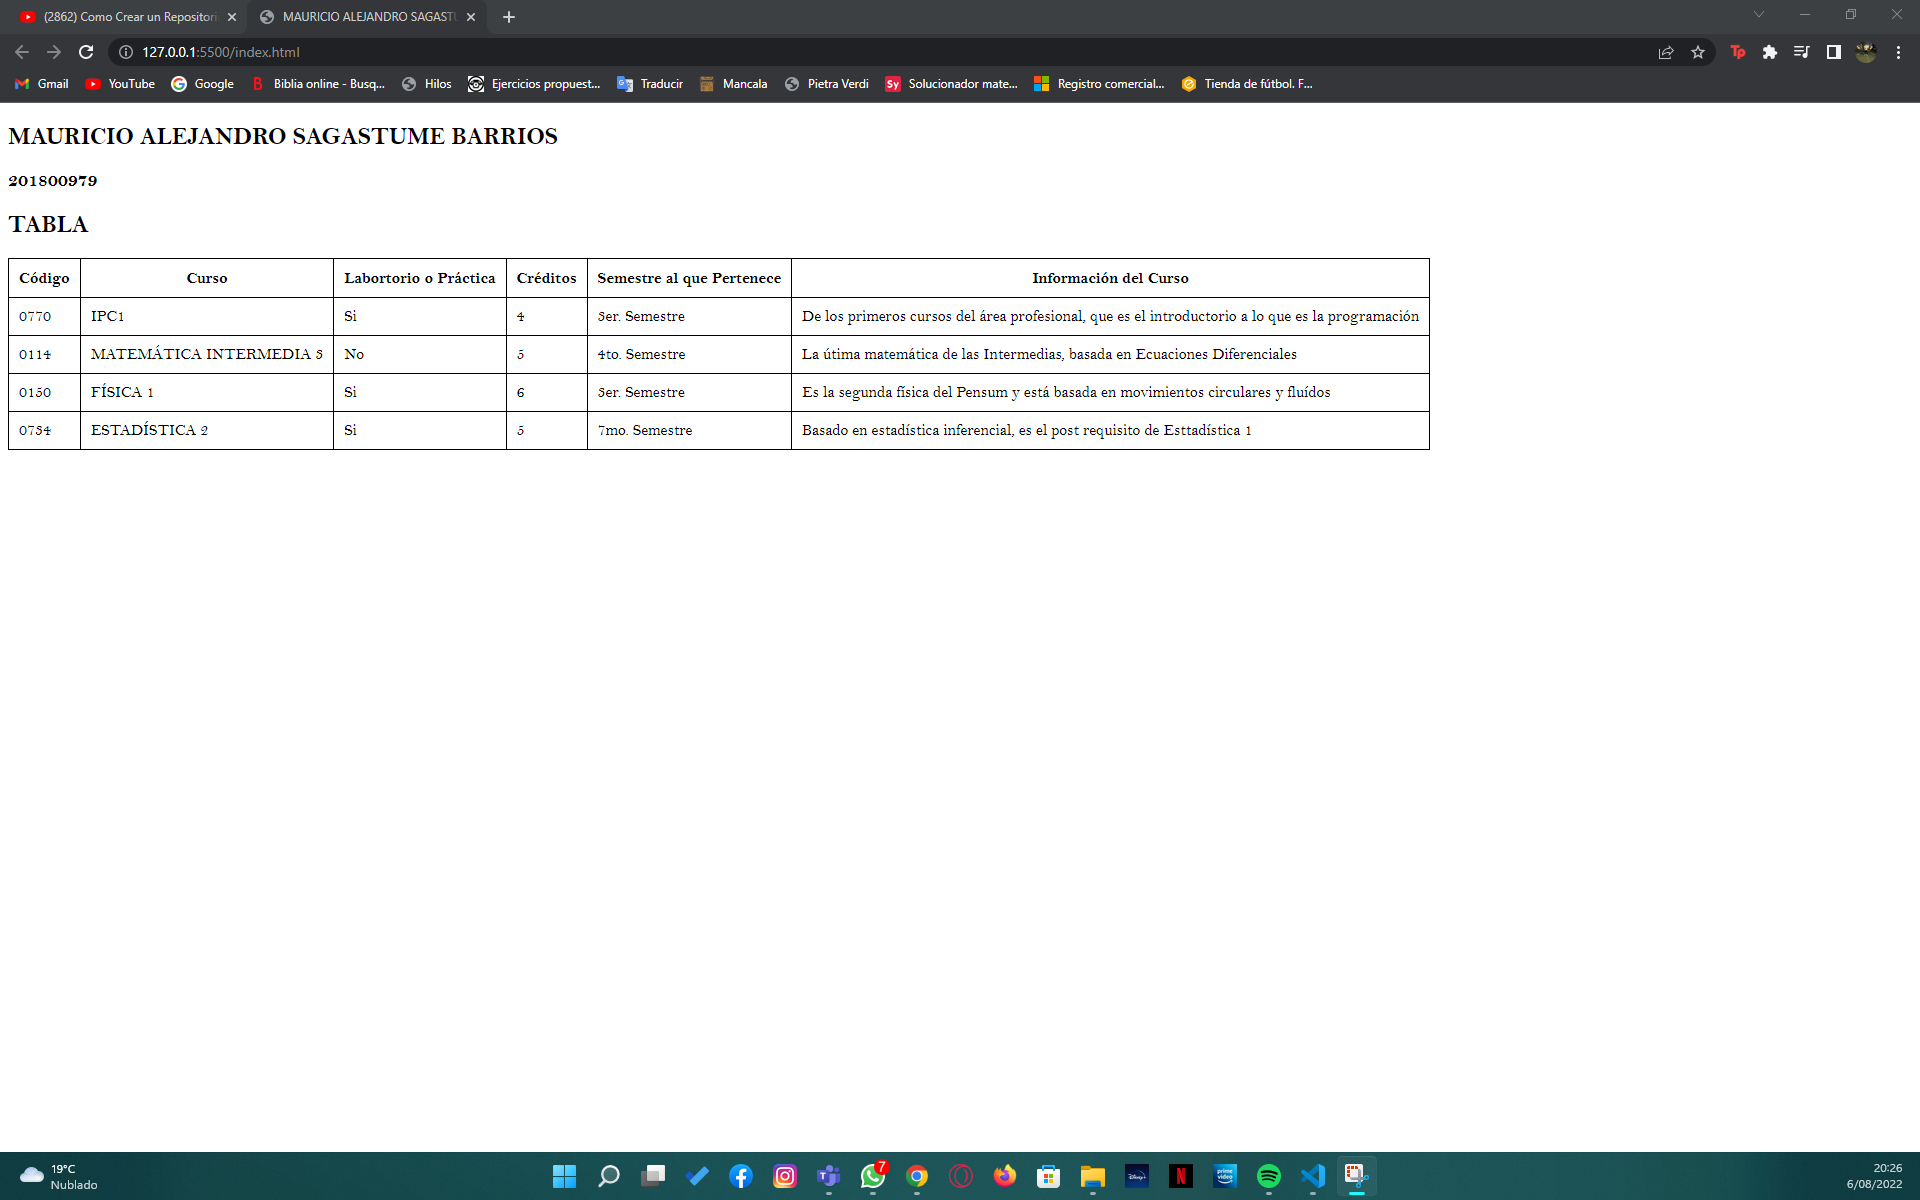 (2862) Como Crear un Repositori
MAURICIO ALEJANDRO SAGASTU
127.0.0.1:5500/index.html
Gmail YouTube Google Biblia online - Busq... Hilos Ejercicios propuest... Traducir Mancala Pietra Verdi Solucionador mate... Registro comercial... Tienda de fútbol. F...
MAURICIO ALEJANDRO SAGASTUME BARRIOS
201800979
TABLA
Código Curso Labortorio o Práctica Créditos Semestre al que Pertenece Información del Curso
0770 IPC1 Si 4 3er. Semestre De los primeros cursos del área profesional, que es el introductorio a lo que es la programación
0114 MATEMÁTICA INTERMEDIA 3 No 5 4to. Semestre La útima matemática de las Intermedias, basada en Ecuaciones Diferenciales
0150 FÍSICA 1 Si 6 3er. Semestre Es la segunda física del Pensum y está basada en movimientos circulares y fluídos
0734 ESTADÍSTICA 2 Si 5 7mo. Semestre Basado en estadística inferencial, es el post requisito de Esttadística 1
19°C
Nublado
7
20:26
6/08/2022